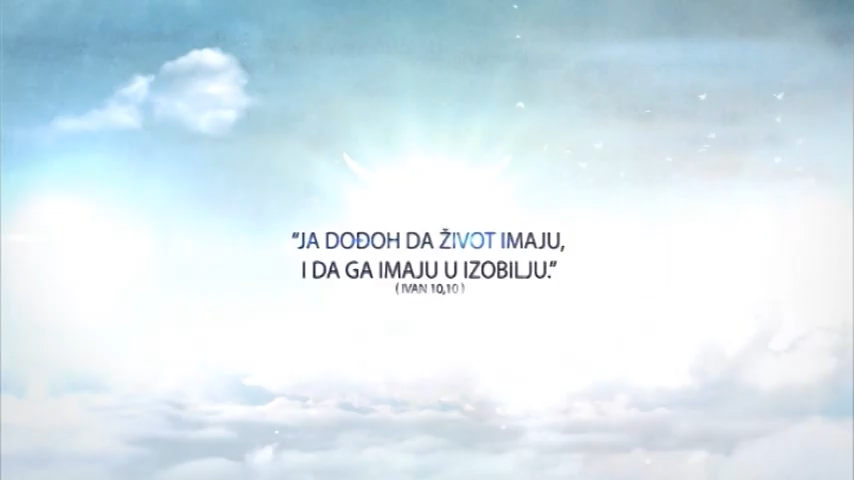 “JA DOĐOH DA ŽIVOT IMAJU,
I DA GA IMAJU U IZOBILJU.”
( IVAN 10,10 )